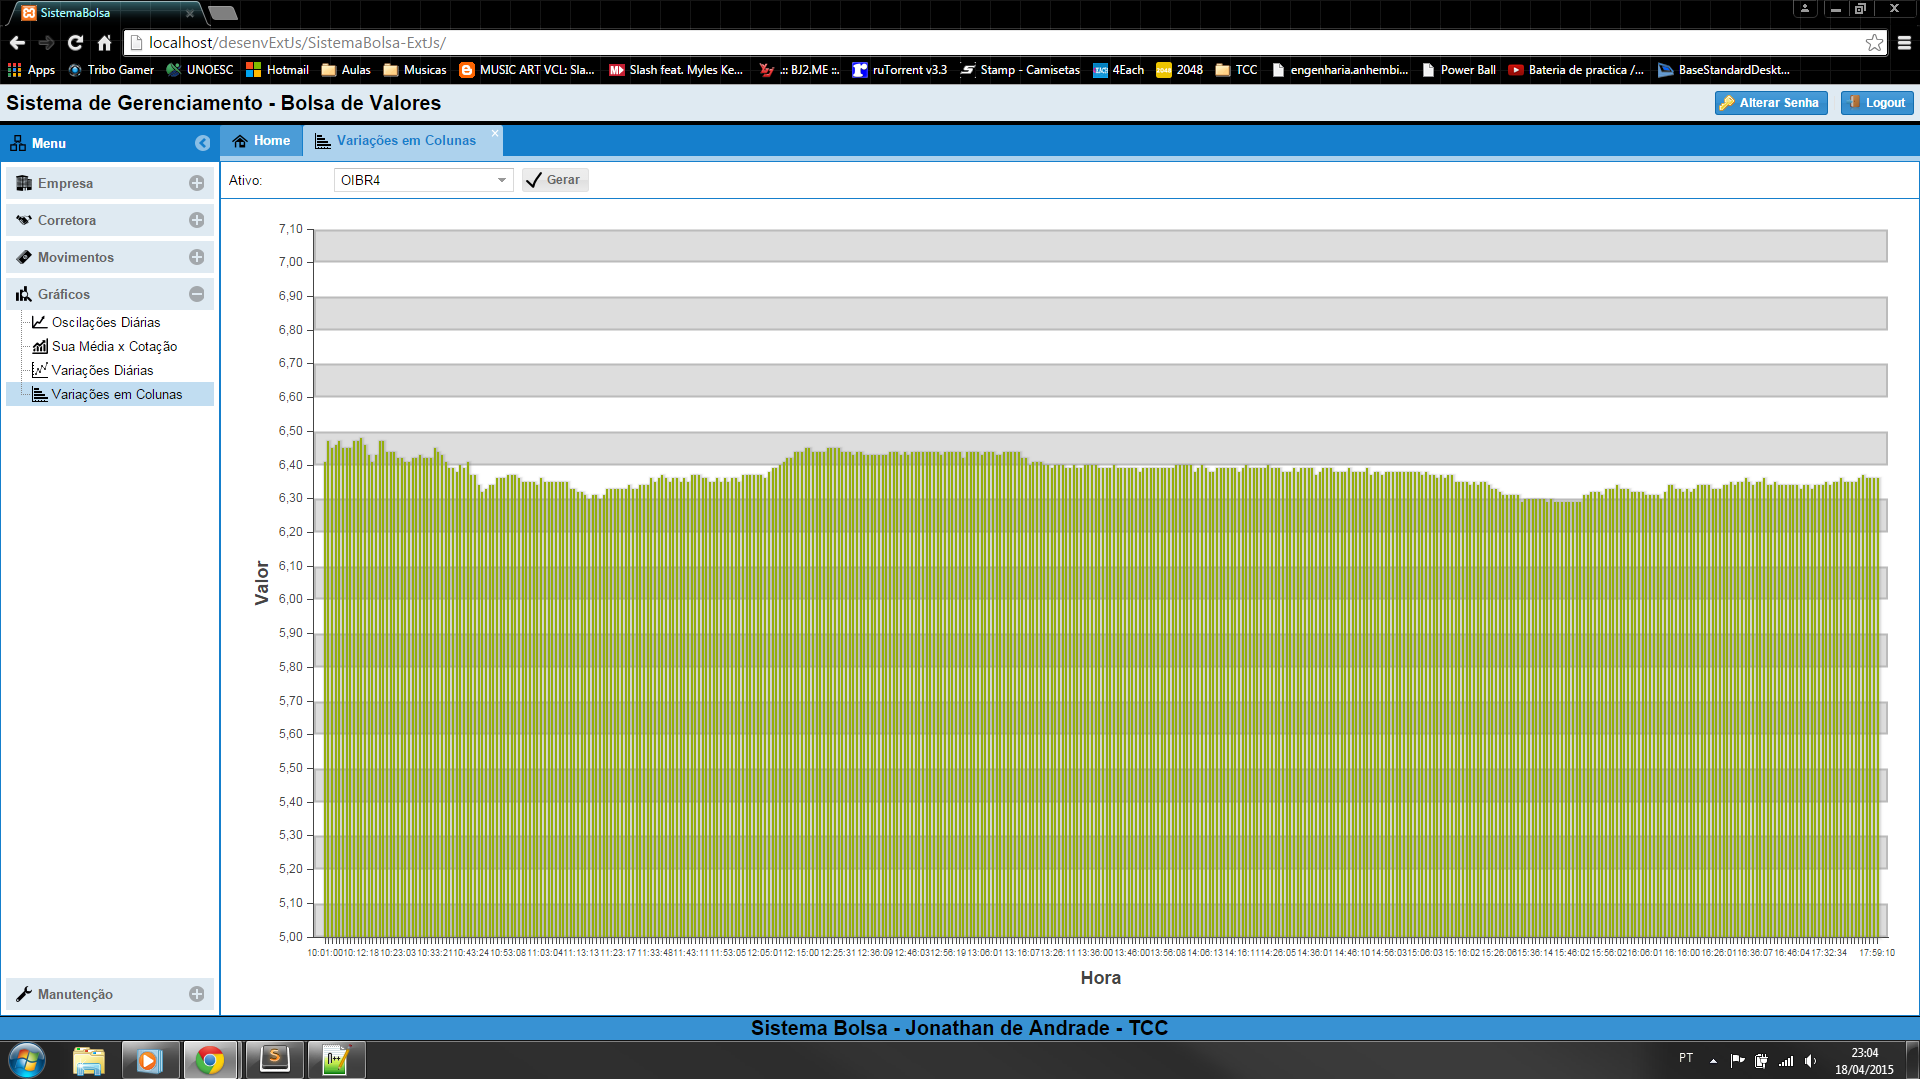 SistemaBolsa
localhost/desenvExtJs/SistemaBolsa-ExtJs/
Apps Tribo Gamer UNOESC Hotmail Aulas Musicas MUSIC ART VCL: Sla... Slash feat. Myles Ke... .:: BJ2.ME ::. ruTorrent v3.3 Stamp - Camisetas 4Each 2048 TCC engenharia.anhembi... Power Ball Bateria de practica /... BaseStandardDeskt...
Sistema de Gerenciamento - Bolsa de Valores Alterar Senha Logout
Menu Home Variações em Colunas
Ativo: OIBR4 Gerar
Empresa
Corretora
Movimentos
Gráficos
Oscilações Diárias
Sua Média x Cotação
Variações Diárias
Variações em Colunas
Manutenção
7,10
7,00
6,90
6,80
6,70
6,60
6,50
6,40
6,30
6,20
6,10
6,00
5,90
5,80
5,70
5,60
5,50
5,40
5,30
5,20
5,10
5,00
Valor
10:01:00 10:12:18 10:23:03 10:33:21 10:43:24 10:53:08 11:03:04 11:13:13 11:23:17 11:33:48 11:43:11 11:53:05 12:05:01 12:15:00 12:25:31 12:36:09 12:46:03 12:56:19 13:06:01 13:16:07 13:26:11 13:36:00 13:46:00 13:56:08 14:06:13 14:16:11 14:26:05 14:36:01 14:46:10 14:56:03 15:06:03 15:16:02 15:26:06 15:36:14 15:46:02 15:56:02 16:06:01 16:16:00 16:26:01 16:36:07 16:46:04 17:32:34 17:59:10
Hora
Sistema Bolsa - Jonathan de Andrade - TCC
PT 23:04
18/04/2015